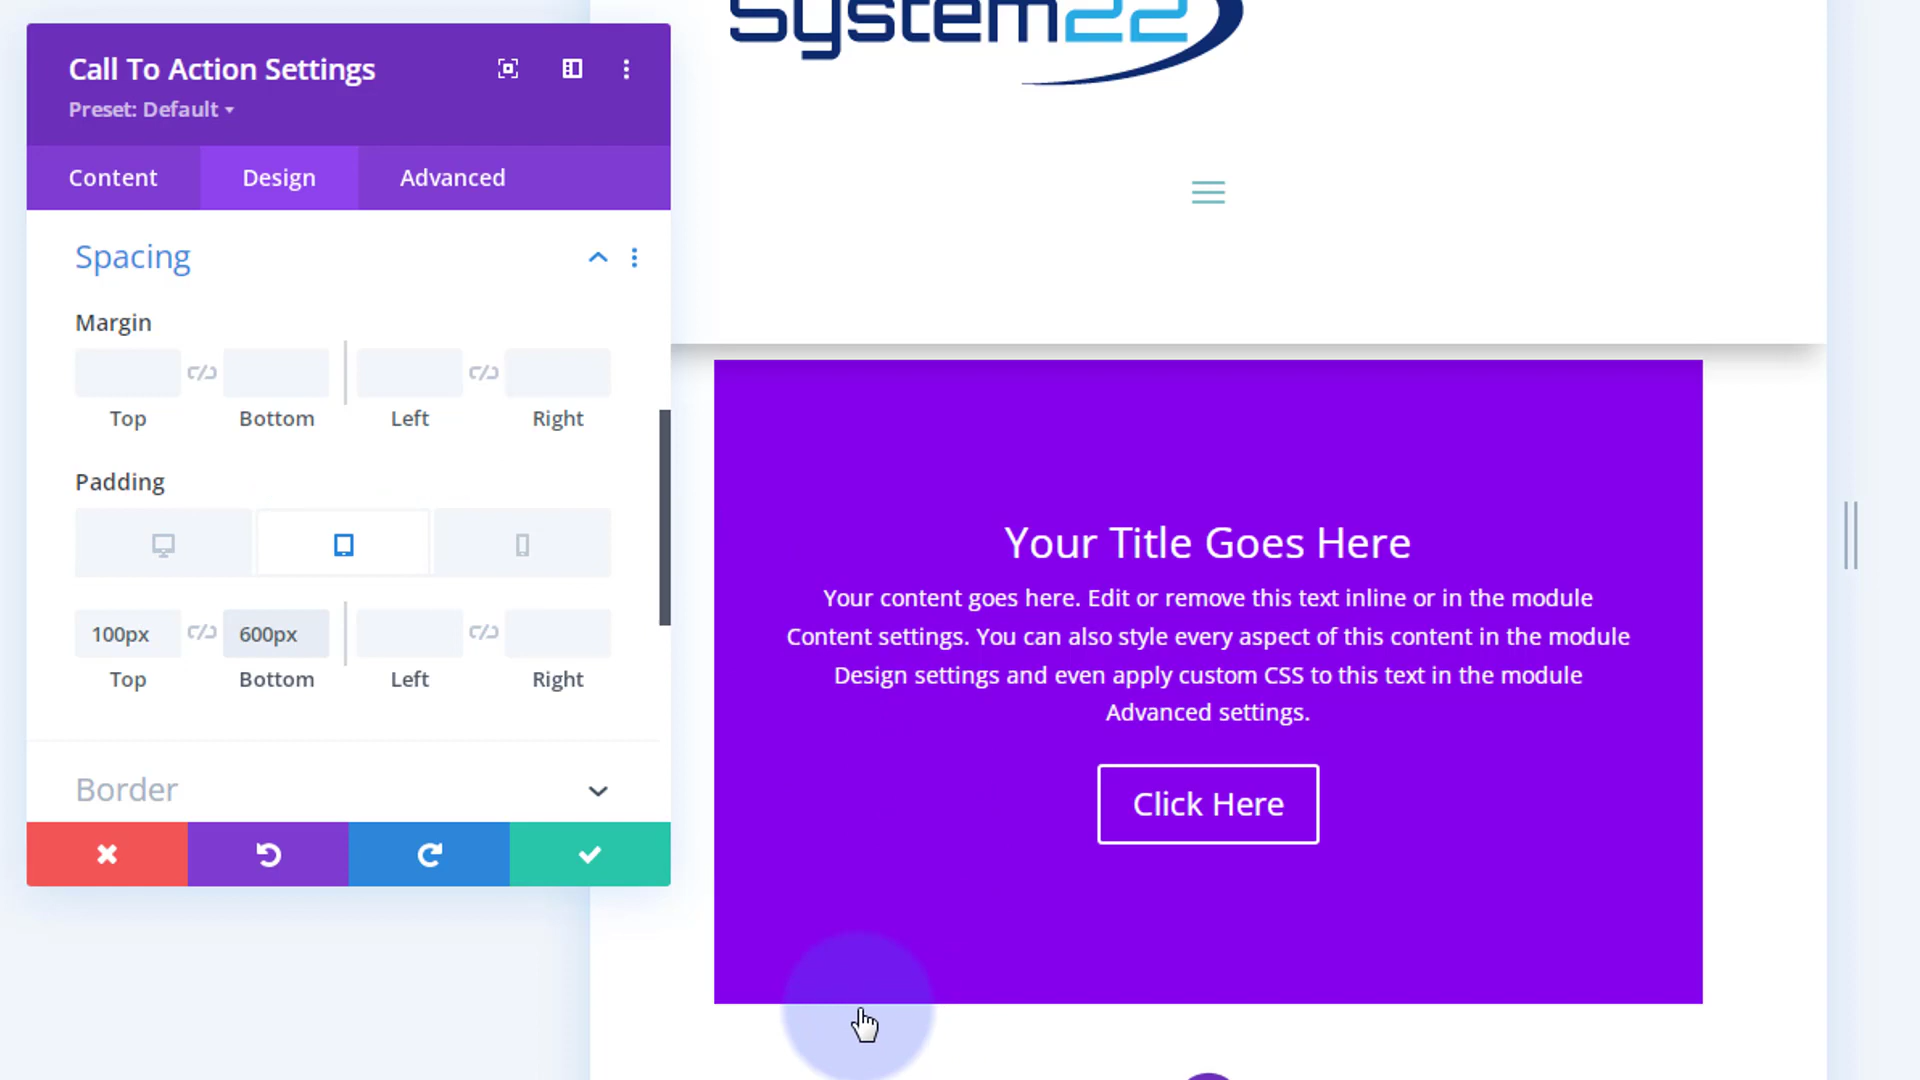 System22
Call To Action Settings
Preset: Default
Content
Design
Advanced
Spacing
Margin
Top
Bottom
Left
Right
Padding
100px
600px
Top
Bottom
Left
Right
Border
Your Title Goes Here
Your content goes here. Edit or remove this text inline or in the module
Content settings. You can also style every aspect of this content in the module
Design settings and even apply custom CSS to this text in the module
Advanced settings.
Click Here